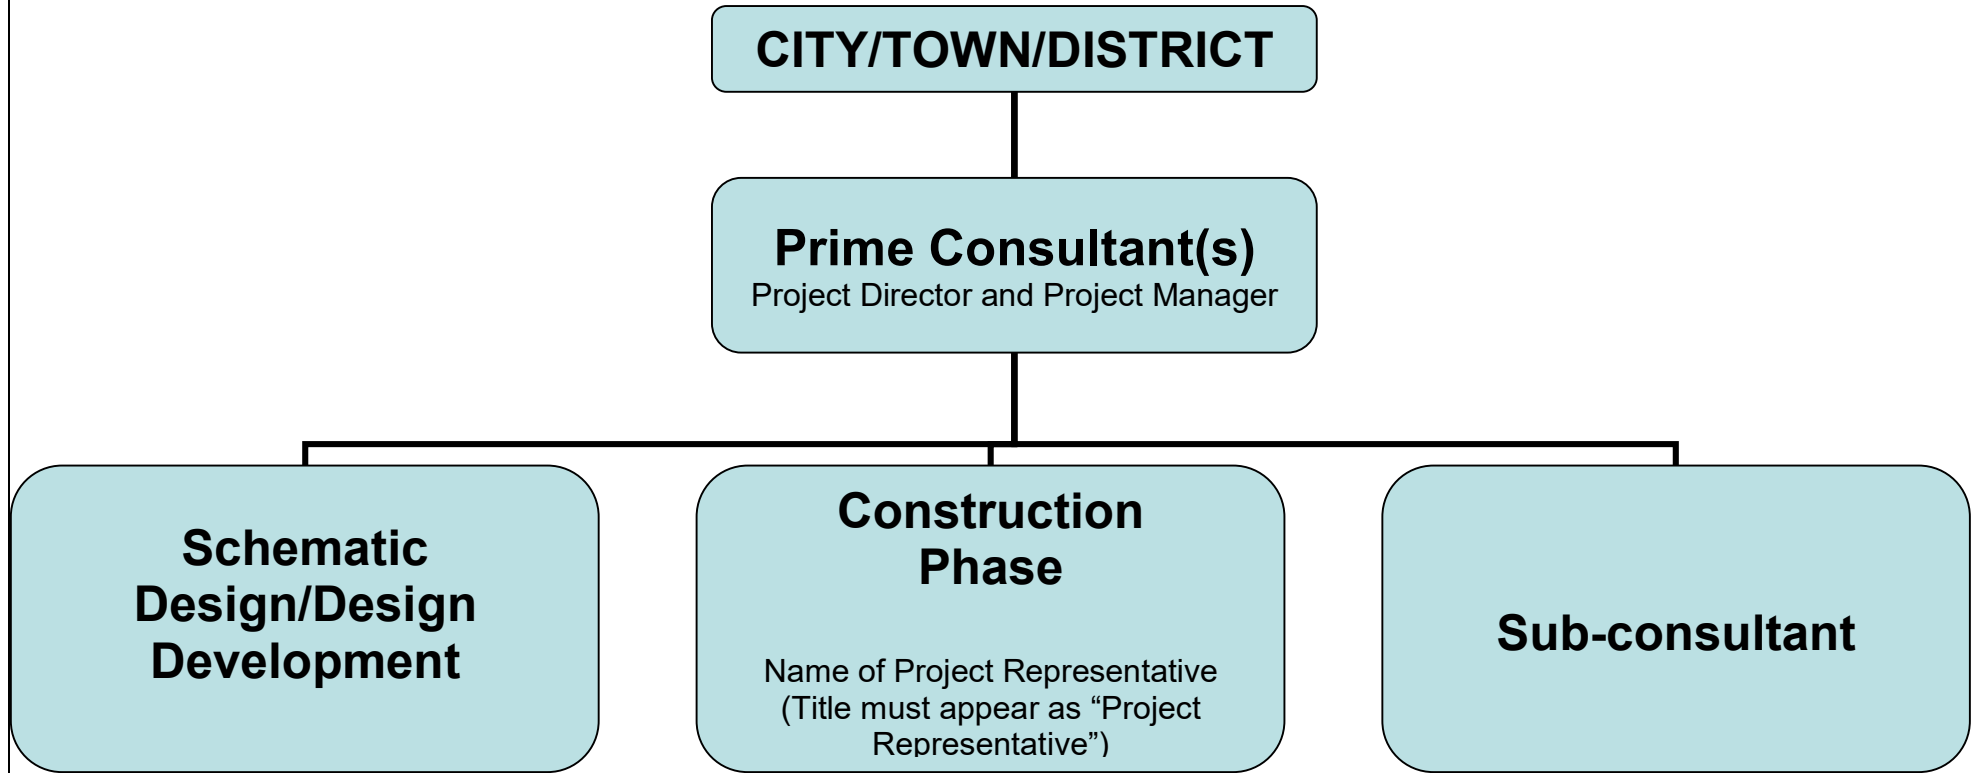 CITY/TOWN/DISTRICT
Prime Consultant(s)
Project Director and Project Manager
Schematic
Design/Design
Development
Construction
Phase
Name of Project Representative
(Title must appear as “Project
Representative”)
Sub-consultant